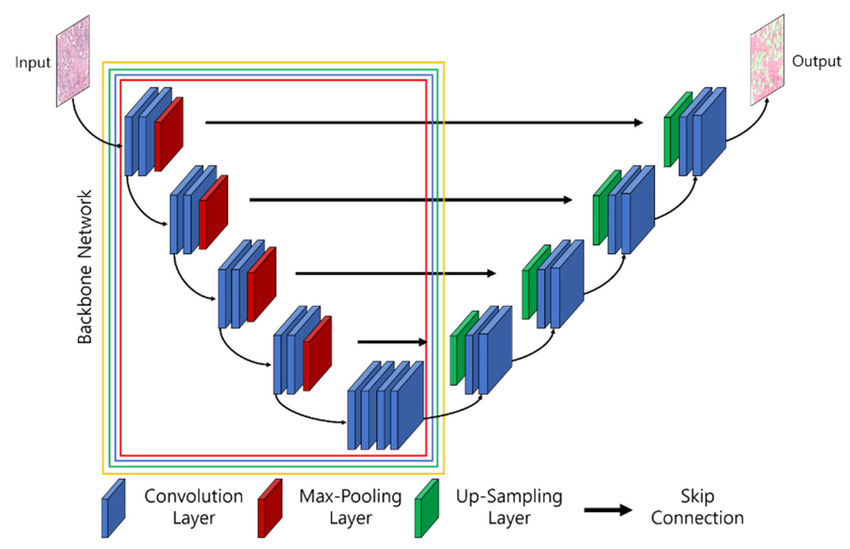 Input
Output
Backbone Network
Convolution
Layer
Max-Pooling
Layer
Up-Sampling
Layer
Skip
Connection